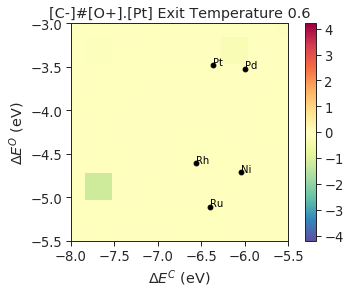 [C-]#[O+].[Pt] Exit Temperature 0.6
−3.0
−3.5
−4.0
−4.5
−5.0
−5.5
ΔE^O (eV)
Pt
Pd
Rh
Ni
Ru
−8.0 −7.5 −7.0 −6.5 −6.0 −5.5
ΔE^C (eV)
4
3
2
1
0
−1
−2
−3
−4